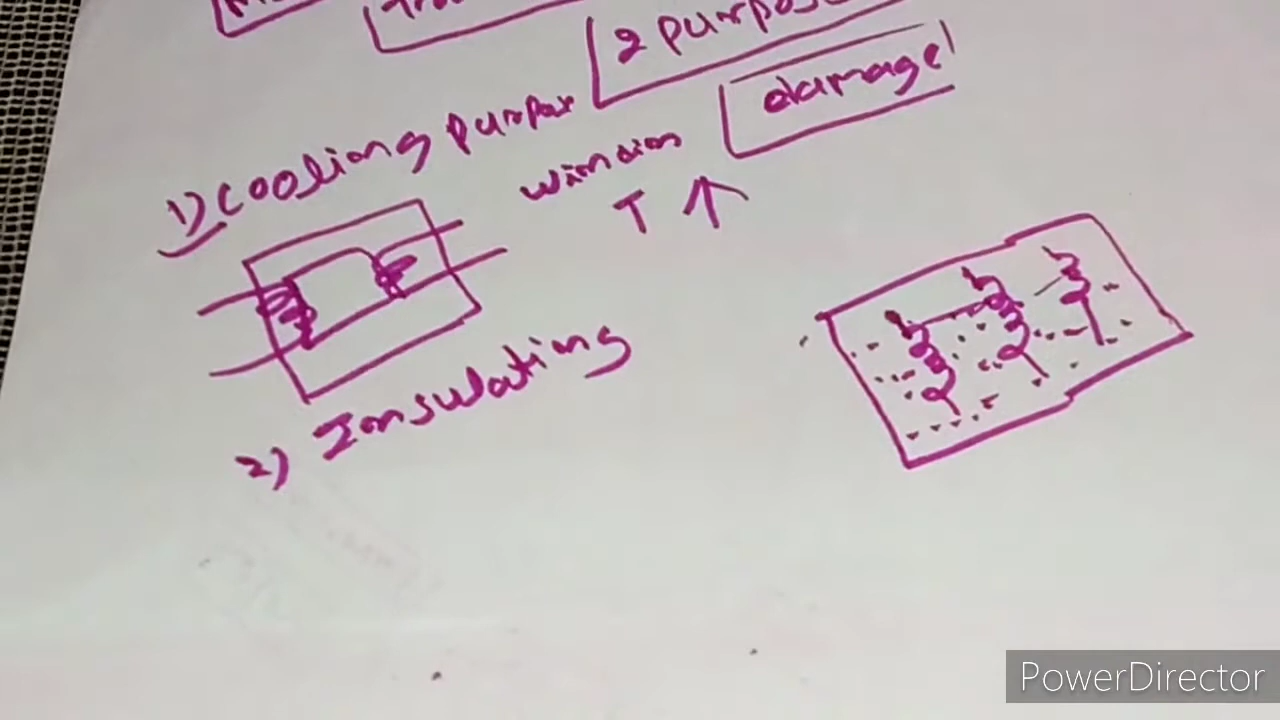 2 purpose
damage
1) Cooling purpose
winding
T ↑
2) Insulating
PowerDirector